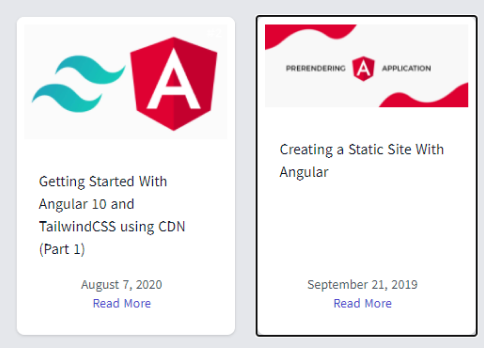 A
Getting Started With
Angular 10 and
TailwindCSS using CDN
(Part 1)
August 7, 2020
Read More
PRERENDERING A APPLICATION
Creating a Static Site With
Angular
September 21, 2019
Read More